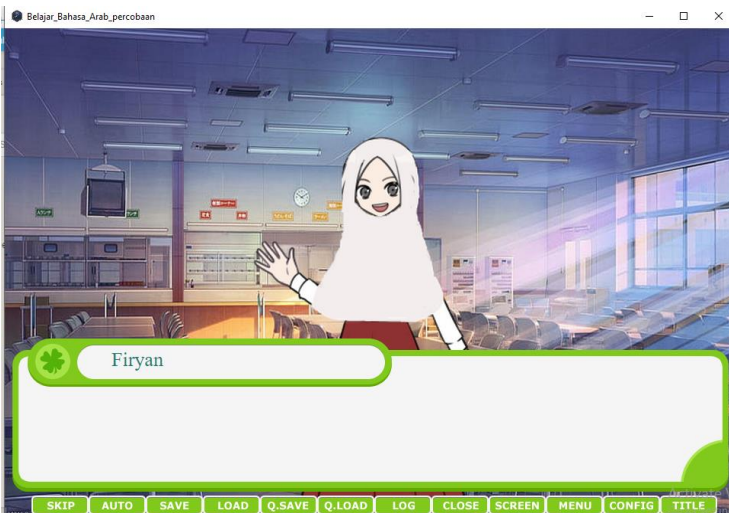 Belajar_Bahasa_Arab_percobaan
Firyan
SKIP AUTO SAVE LOAD Q.SAVE Q.LOAD LOG CLOSE SCREEN MENU CONFIG TITLE